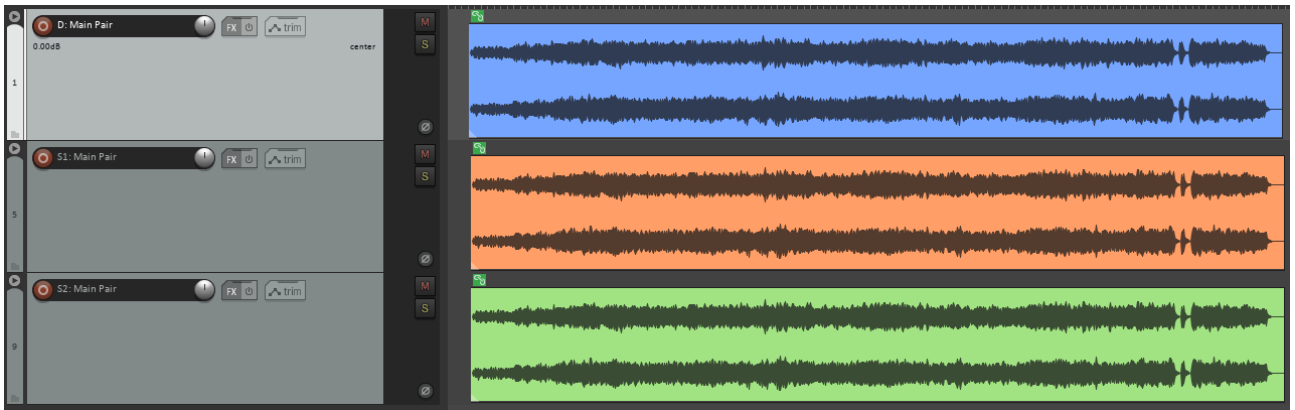 D: Main Pair FX trim M
0.00dB center S
1
S1: Main Pair FX trim M
S
5
S2: Main Pair FX trim M
S
9